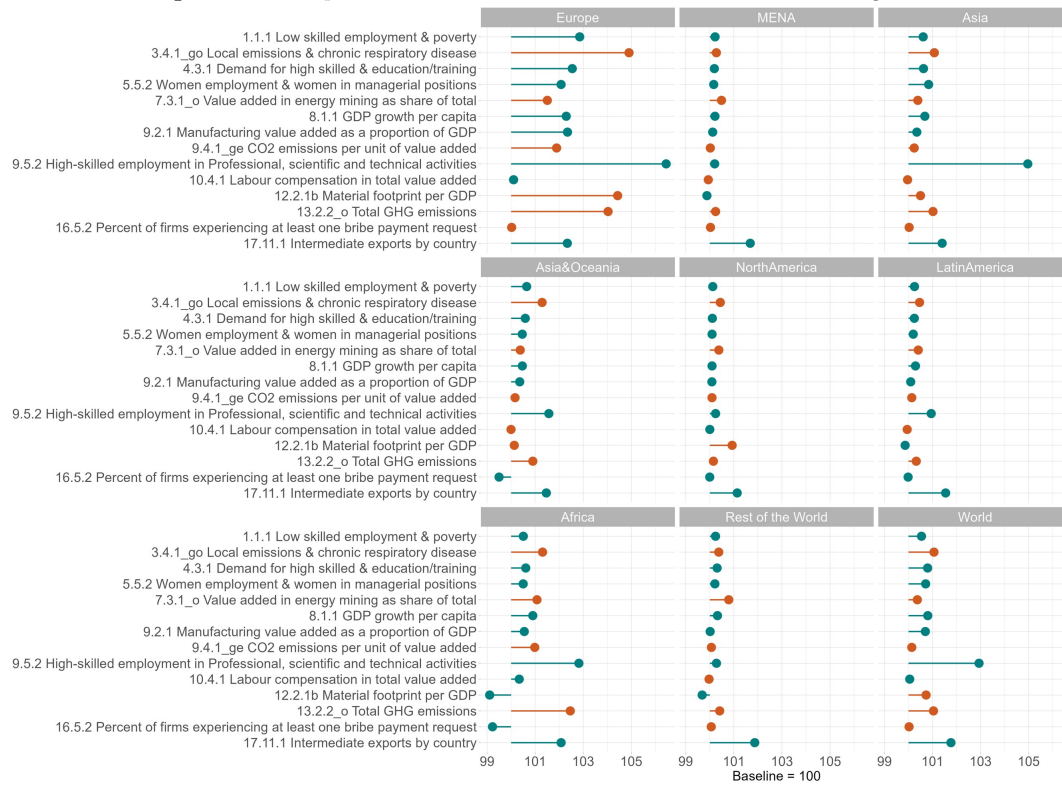 Europe MENA Asia
1.1.1 Low skilled employment & poverty
3.4.1_go Local emissions & chronic respiratory disease
4.3.1 Demand for high skilled & education/training
5.5.2 Women employment & women in managerial positions
7.3.1_o Value added in energy mining as share of total
8.1.1 GDP growth per capita
9.2.1 Manufacturing value added as a proportion of GDP
9.4.1_ge CO2 emissions per unit of value added
9.5.2 High-skilled employment in Professional, scientific and technical activities
10.4.1 Labour compensation in total value added
12.2.1b Material footprint per GDP
13.2.2_o Total GHG emissions
16.5.2 Percent of firms experiencing at least one bribe payment request
17.11.1 Intermediate exports by country
Asia&Oceania NorthAmerica LatinAmerica
1.1.1 Low skilled employment & poverty
3.4.1_go Local emissions & chronic respiratory disease
4.3.1 Demand for high skilled & education/training
5.5.2 Women employment & women in managerial positions
7.3.1_o Value added in energy mining as share of total
8.1.1 GDP growth per capita
9.2.1 Manufacturing value added as a proportion of GDP
9.4.1_ge CO2 emissions per unit of value added
9.5.2 High-skilled employment in Professional, scientific and technical activities
10.4.1 Labour compensation in total value added
12.2.1b Material footprint per GDP
13.2.2_o Total GHG emissions
16.5.2 Percent of firms experiencing at least one bribe payment request
17.11.1 Intermediate exports by country
Africa Rest of the World World
1.1.1 Low skilled employment & poverty
3.4.1_go Local emissions & chronic respiratory disease
4.3.1 Demand for high skilled & education/training
5.5.2 Women employment & women in managerial positions
7.3.1_o Value added in energy mining as share of total
8.1.1 GDP growth per capita
9.2.1 Manufacturing value added as a proportion of GDP
9.4.1_ge CO2 emissions per unit of value added
9.5.2 High-skilled employment in Professional, scientific and technical activities
10.4.1 Labour compensation in total value added
12.2.1b Material footprint per GDP
13.2.2_o Total GHG emissions
16.5.2 Percent of firms experiencing at least one bribe payment request
17.11.1 Intermediate exports by country
99 101 103 105 99 101 103 105 99 101 103 105
Baseline = 100